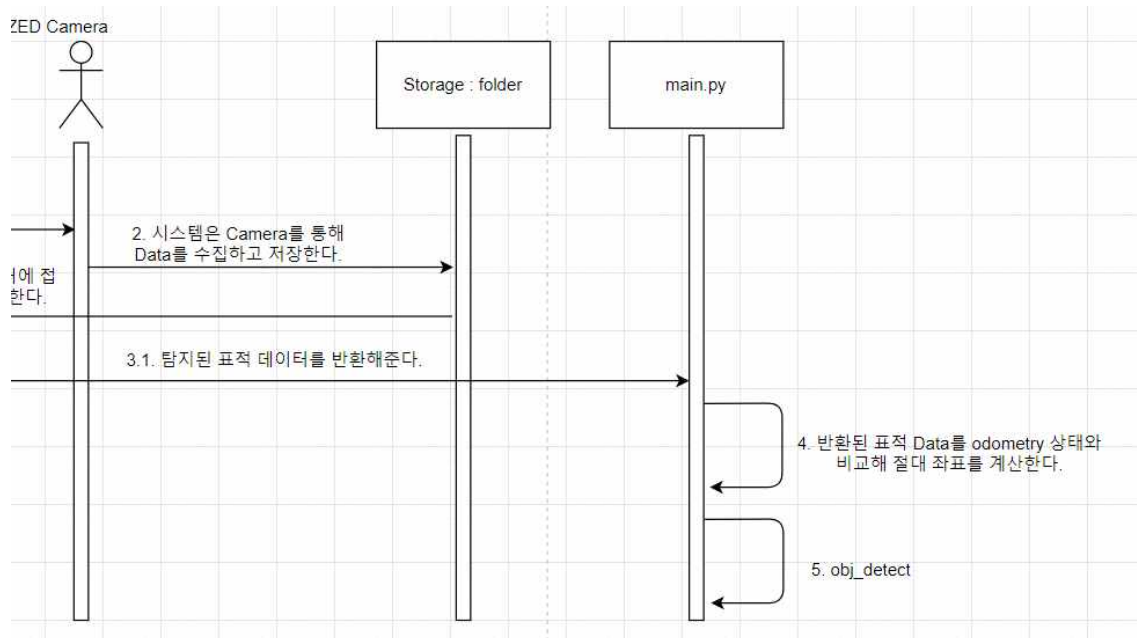 ZED Camera
Storage : folder
main.py
2. 시스템은 Camera를 통해
Data를 수집하고 저장한다.
에 접
한다.
3.1. 탐지된 표적 데이터를 반환해준다.
4. 반환된 표적 Data를 odometry 상태와
비교해 절대 좌표를 계산한다.
5. obj_detect